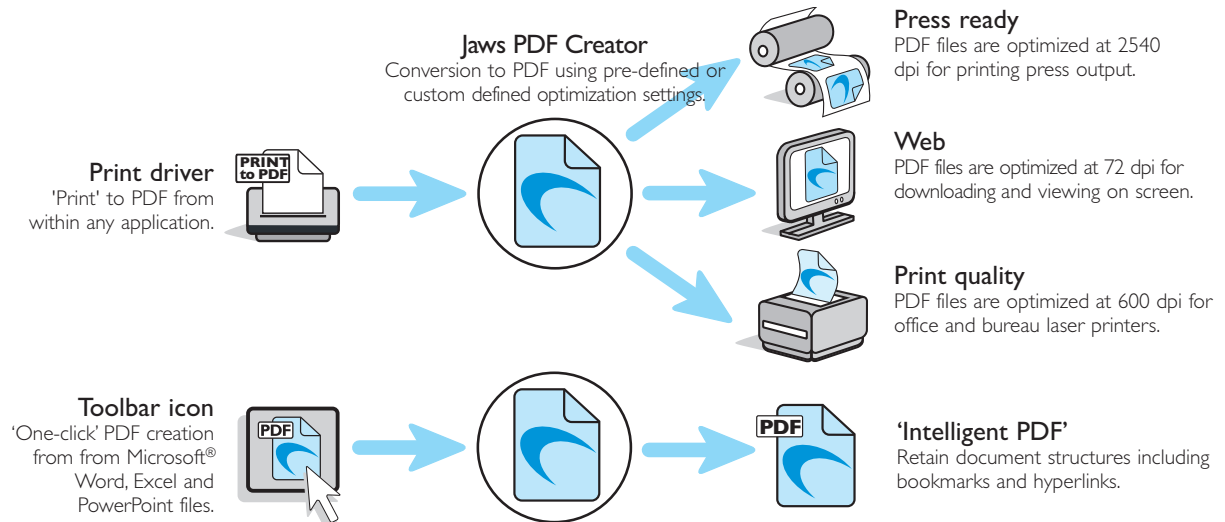 Jaws PDF Creator
Conversion to PDF using pre-defined or
custom defined optimization settings.
Press ready
PDF files are optimized at 2540
dpi for printing press output.
Print driver
'Print' to PDF from
within any application.
PRINT
to PDF
Web
PDF files are optimized at 72 dpi for
downloading and viewing on screen.
Print quality
PDF files are optimized at 600 dpi for
office and bureau laser printers.
Toolbar icon
‘One-click’ PDF creation
from from Microsoft®
Word, Excel and
PowerPoint files.
PDF
PDF
‘Intelligent PDF’
Retain document structures including
bookmarks and hyperlinks.